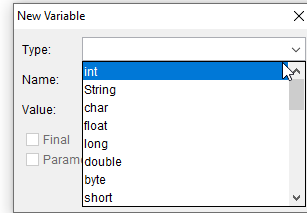 New Variable
Type:
int
String
char
float
long
double
byte
short
Name:
Value:
Final